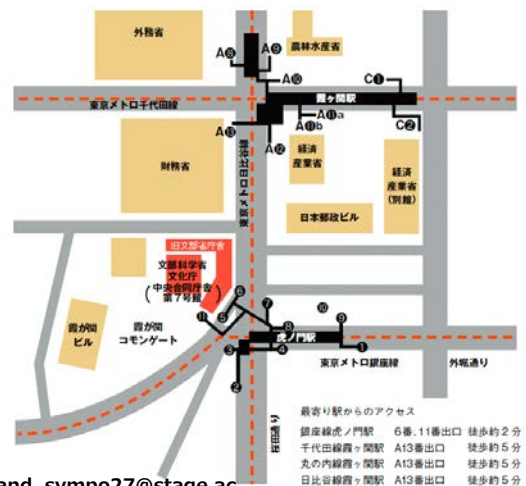 外務省
農林水産省
A⑧
A⑨
A⑩
C①
霞ヶ関駅
東京メトロ千代田線
A⑪a
A⑪b
C②
A⑬
A⑫
財務省
東京メトロ日比谷線
経済
産業省
経済
産業省
(別館)
日本郵政ビル
旧文部省庁舎
文部科学省
文化庁
(中央合同庁舎
第7号館)
霞が関
ビル
霞が関
コモンゲート
⑥
⑤
⑪
⑦
⑧
⑩
⑨
虎ノ門駅
③
④
①
②
東京メトロ銀座線
外堀通り
桜田通り
最寄り駅からのアクセス
銀座線虎ノ門駅 6番、11番出口 徒歩約2分
千代田線霞ヶ関駅 A13番出口 徒歩約5分
丸の内線霞ヶ関駅 A13番出口 徒歩約5分
日比谷線霞ヶ関駅 A13番出口 徒歩約5分
end_sympo27@stage.ac